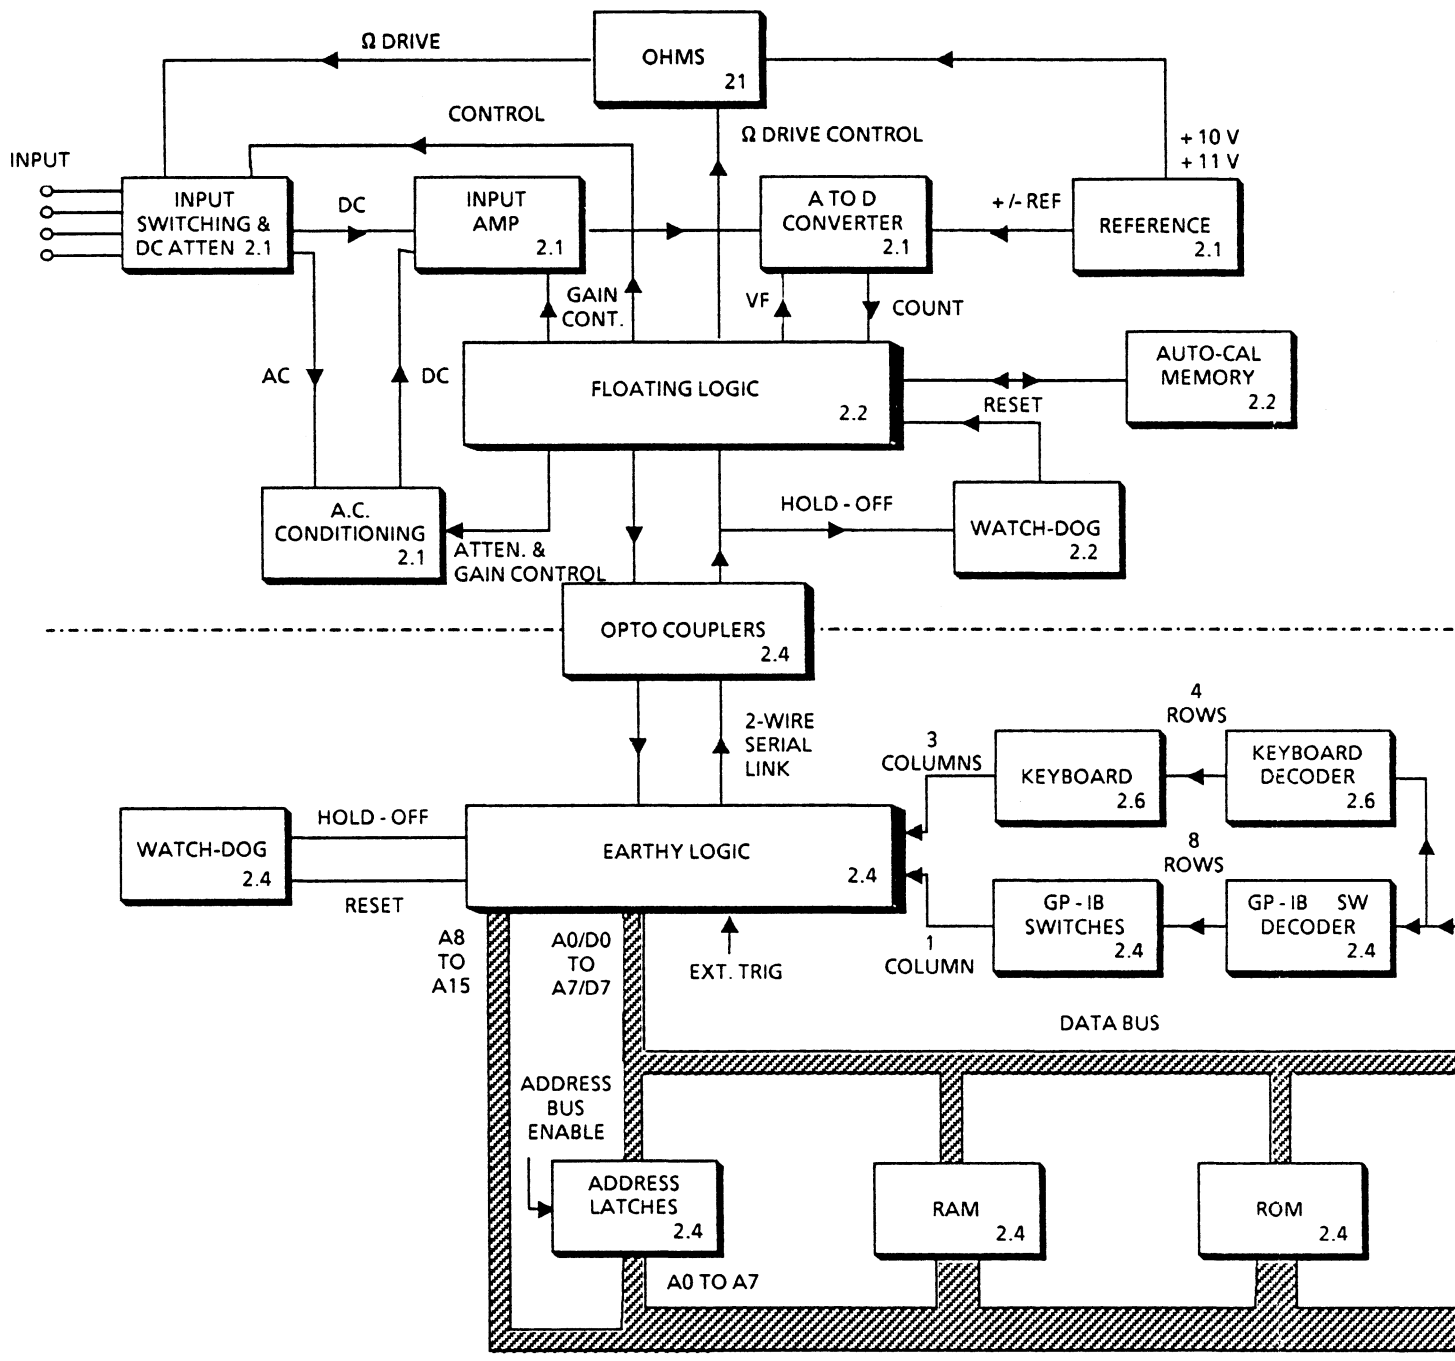 Ω DRIVE
OHMS
21
CONTROL
Ω DRIVE CONTROL
+ 10 V
+ 11 V
INPUT
INPUT
SWITCHING &
DC ATTEN 2.1
DC
INPUT
AMP
2.1
A TO D
CONVERTER
2.1
+/- REF
REFERENCE
2.1
GAIN
CONT.
VF
COUNT
AC
DC
FLOATING LOGIC
2.2
AUTO-CAL
MEMORY
2.2
RESET
A.C.
CONDITIONING
2.1
ATTEN. &
GAIN CONTROL
HOLD - OFF
WATCH-DOG
2.2
OPTO COUPLERS
2.4
2-WIRE
SERIAL
LINK
3
COLUMNS
4
ROWS
KEYBOARD
2.6
KEYBOARD
DECODER
2.6
WATCH-DOG
2.4
HOLD - OFF
RESET
EARTHY LOGIC
2.4
8
ROWS
1
COLUMN
GP - IB
SWITCHES
2.4
GP - IB SW
DECODER
2.4
A8
TO
A15
A0/D0
TO
A7/D7
EXT. TRIG
DATA BUS
ADDRESS
BUS
ENABLE
ADDRESS
LATCHES
2.4
RAM
2.4
ROM
2.4
A0 TO A7